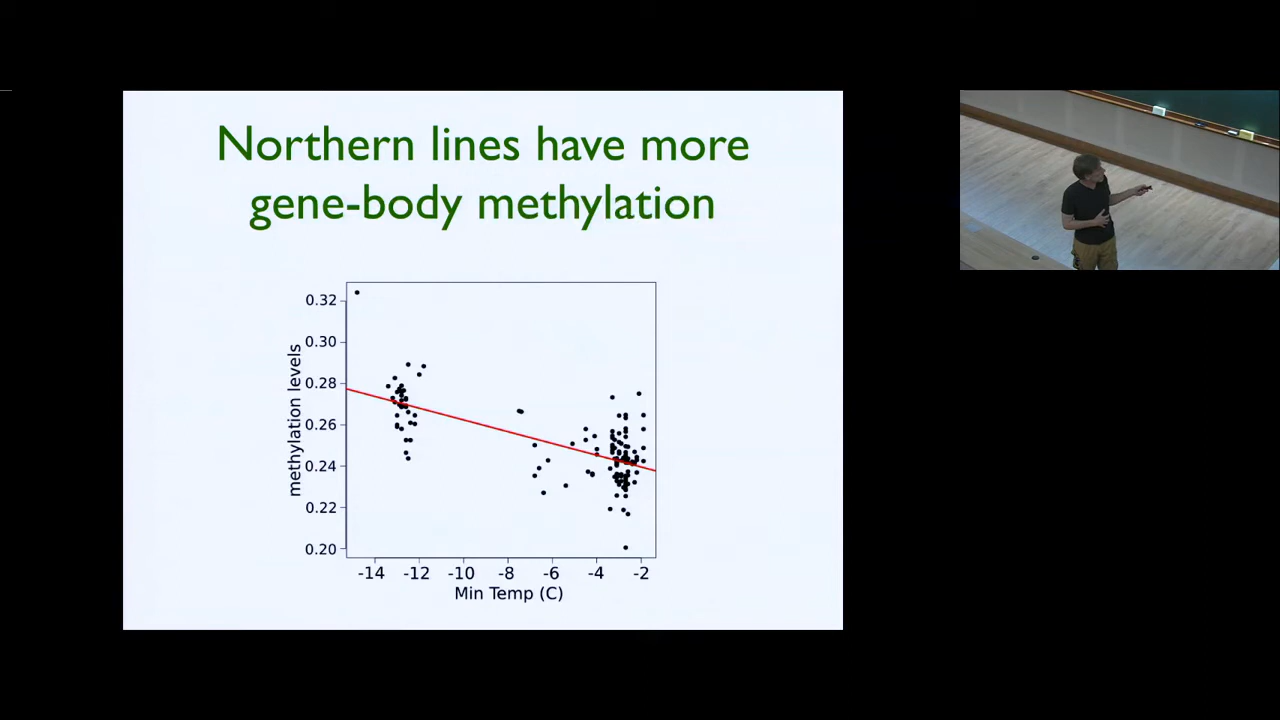 Northern lines have more
gene-body methylation
methylation levels
0.32
0.30
0.28
0.26
0.24
0.22
0.20
-14 -12 -10 -8 -6 -4 -2
Min Temp (C)